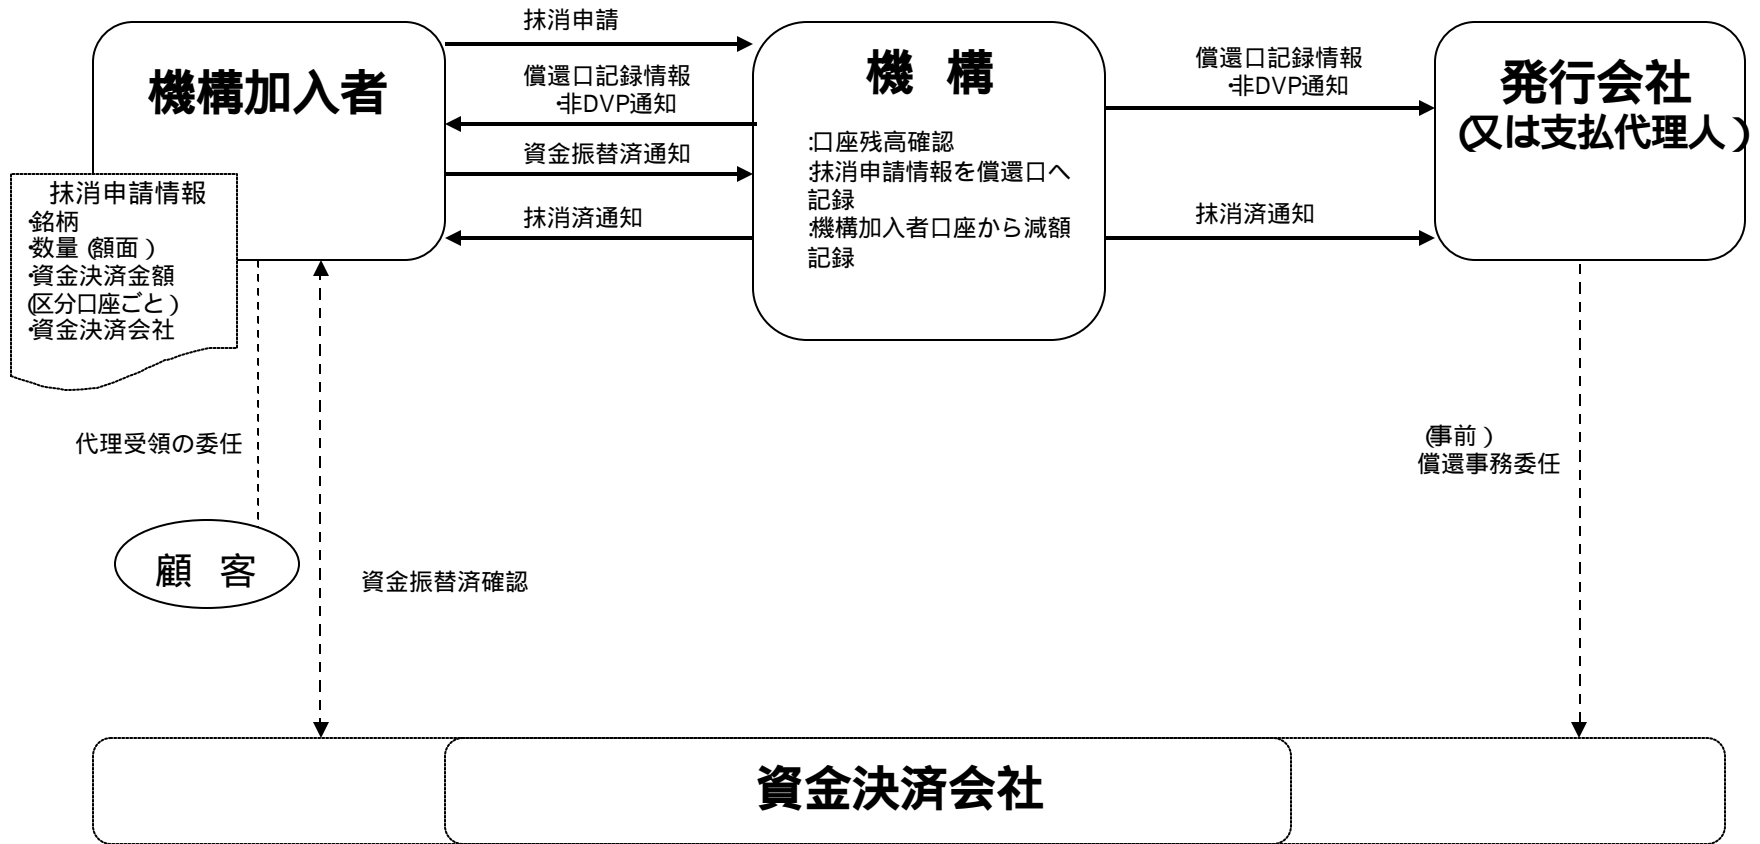 抹消申請
機構加入者
償還口記録情報
・非DVP通知
資金振替済通知
抹消済通知
機 構
:口座残高確認
:抹消申請情報を償還口へ
記録
:機構加入者口座から減額
記録
償還口記録情報
・非DVP通知
抹消済通知
発行会社
(又は支払代理人)
抹消申請情報
・銘柄
・数量(額面)
・資金決済金額
(区分口座ごと)
・資金決済会社
代理受領の委任
顧 客
資金振替済確認
(事前)
償還事務委任
資金決済会社